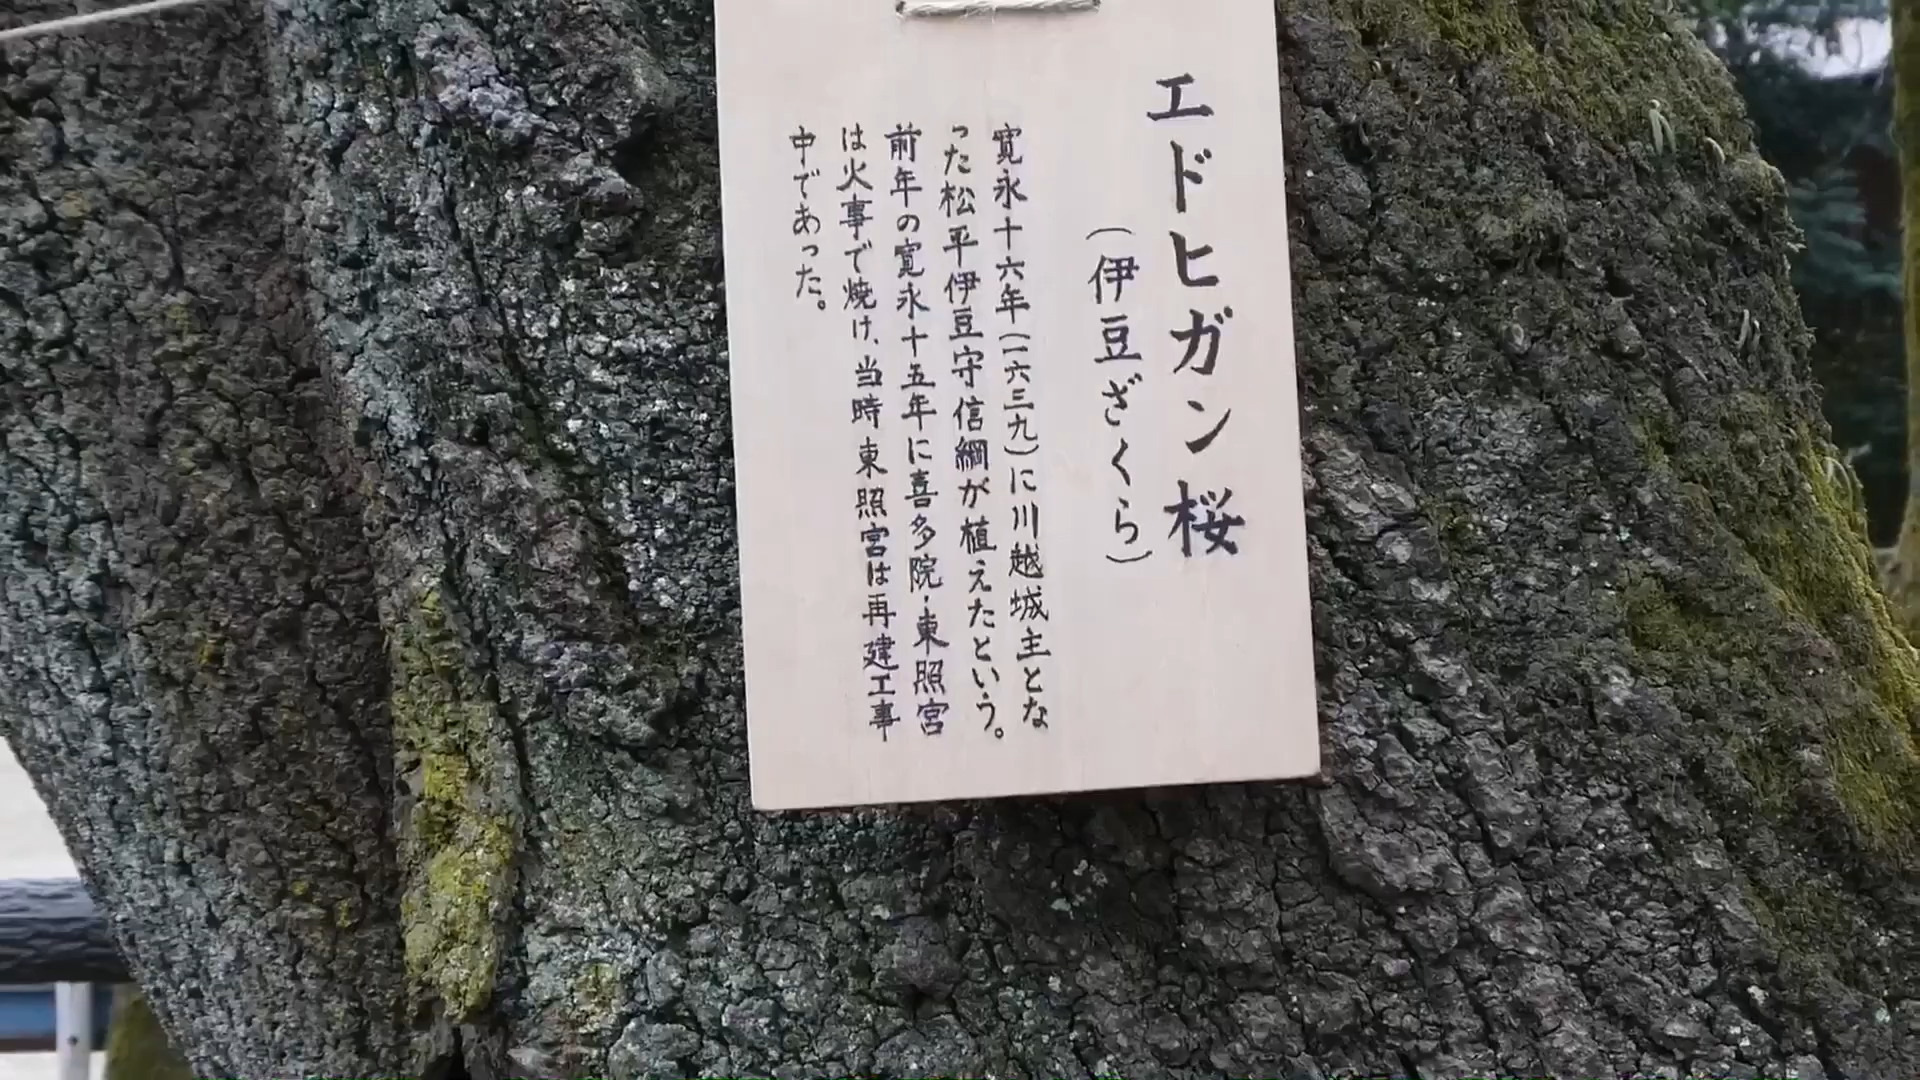 エドヒガン桜
(伊豆ざくら)
寛永十六年(一六三九)に川越城主とな
った松平伊豆守信綱が植えたという。
前年の寛永十五年に喜多院・東照宮
は火事で焼け、当時東照宮は再建工事
中であった。